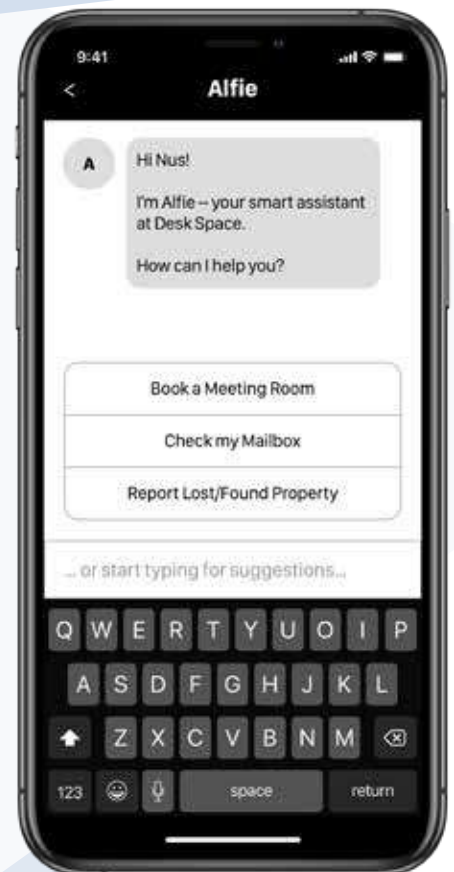 9:41
< Alfie
A
Hi Nus!
I'm Alfie – your smart assistant
at Desk Space.
How can I help you?
Book a Meeting Room
Check my Mailbox
Report Lost/Found Property
... or start typing for suggestions...
Q W E R T Y U O I P
A S D F G H J K L
Z X C V B N M
123 space return